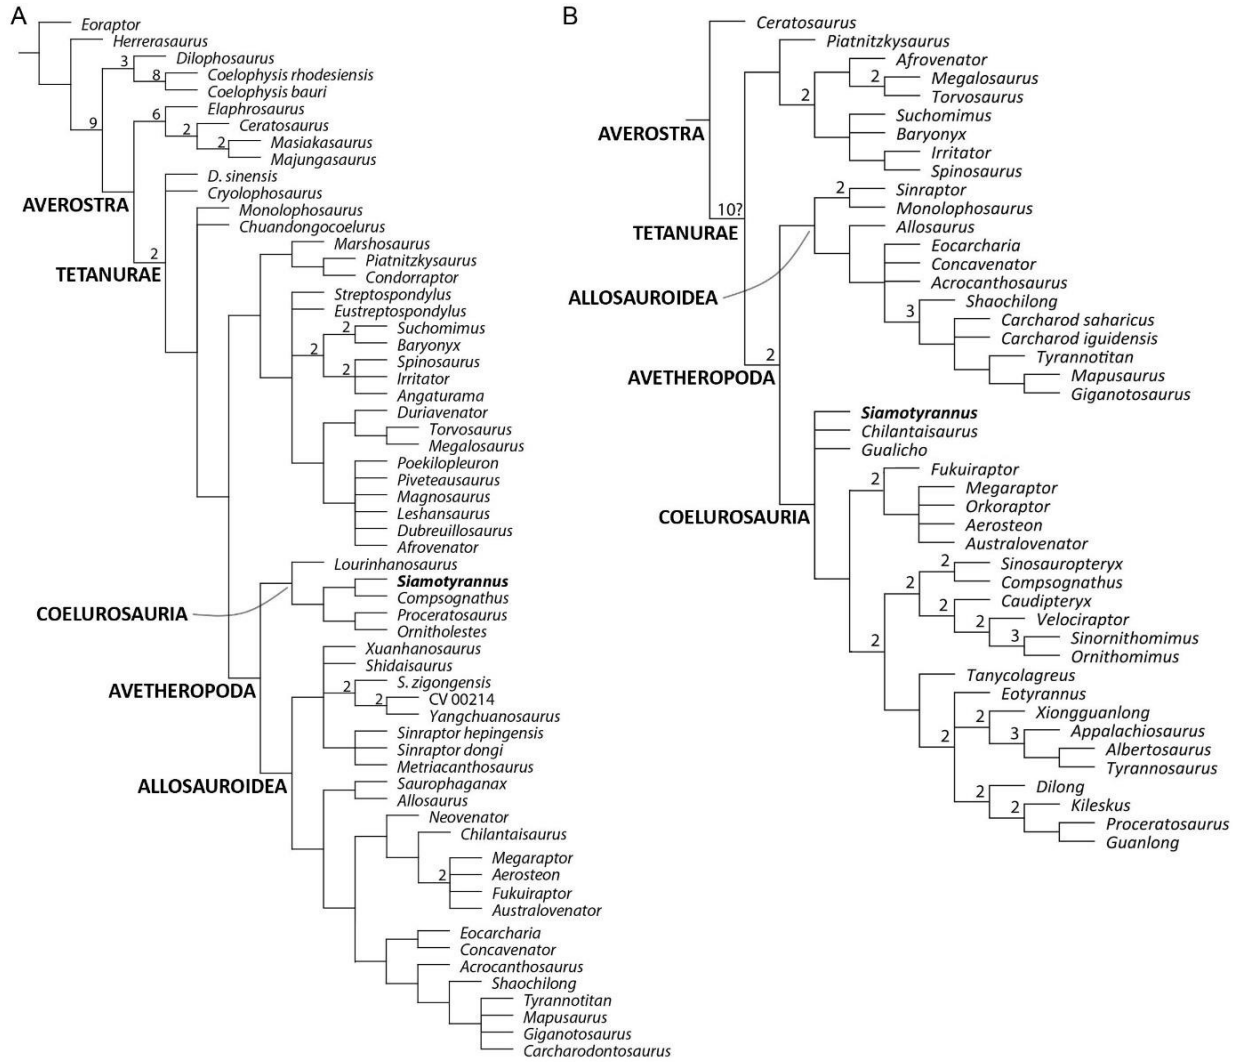 A
Eoraptor
Herrerasaurus
3
Dilophosaurus
8
Coelophysis rhodesiensis
Coelophysis bauri
9
6
Elaphrosaurus
2
Ceratosaurus
2
Masiakasaurus
Majungasaurus
AVEROSTRA
D. sinensis
Cryolophosaurus
2
TETANURAE
Monolophosaurus
Chuandongocoelurus
Marshosaurus
Piatnitzkysaurus
Condorraptor
Streptospondylus
Eustreptospondylus
2
2
Suchomimus
Baryonyx
2
Spinosaurus
Irritator
Angaturama
Duriavenator
Torvosaurus
Megalosaurus
Poekilopleuron
Piveteausaurus
Magnosaurus
Leshansaurus
Dubreuillosaurus
Afrovenator
Lourinhanosaurus
Siamotyrannus
Compsognathus
COELUROSAURIA
Proceratosaurus
Ornitholestes
Xuanhanosaurus
Shidaisaurus
AVETHEROPODA
2
S. zigongensis
2
CV 00214
Yangchuanosaurus
Sinraptor hepingensis
Sinraptor dongi
Metriacanthosaurus
ALLOSAUROIDEA
Saurophaganax
Allosaurus
Neovenator
Chilantaisaurus
2
Megaraptor
Aerosteon
Fukuiraptor
Australovenator
Eocarcharia
Concavenator
Acrocanthosaurus
Shaochilong
Tyrannotitan
Mapusaurus
Giganotosaurus
Carcharodontosaurus
B
Ceratosaurus
Piatnitzkysaurus
Afrovenator
2
Megalosaurus
Torvosaurus
2
Suchomimus
Baryonyx
AVEROSTRA
Irritator
Spinosaurus
2
Sinraptor
Monolophosaurus
10?
TETANURAE
Allosaurus
Eocarcharia
Concavenator
Acrocanthosaurus
ALLOSAUROIDEA
3
Shaochilong
Carcharod saharicus
Carcharod iguidensis
2
Tyrannotitan
AVETHEROPODA
Mapusaurus
Giganotosaurus
Siamotyrannus
Chilantaisaurus
Gualicho
2
Fukuiraptor
Megaraptor
Orkoraptor
COELUROSAURIA
Aerosteon
Australovenator
2
Sinosauropteryx
2
Compsognathus
2
Caudipteryx
2
Velociraptor
2
3
Sinornithomimus
Ornithomimus
Tanycolagreus
Eotyrannus
2
Xiongguanlong
2
3
Appalachiosaurus
Albertosaurus
Tyrannosaurus
2
Dilong
2
Kileskus
Proceratosaurus
Guanlong